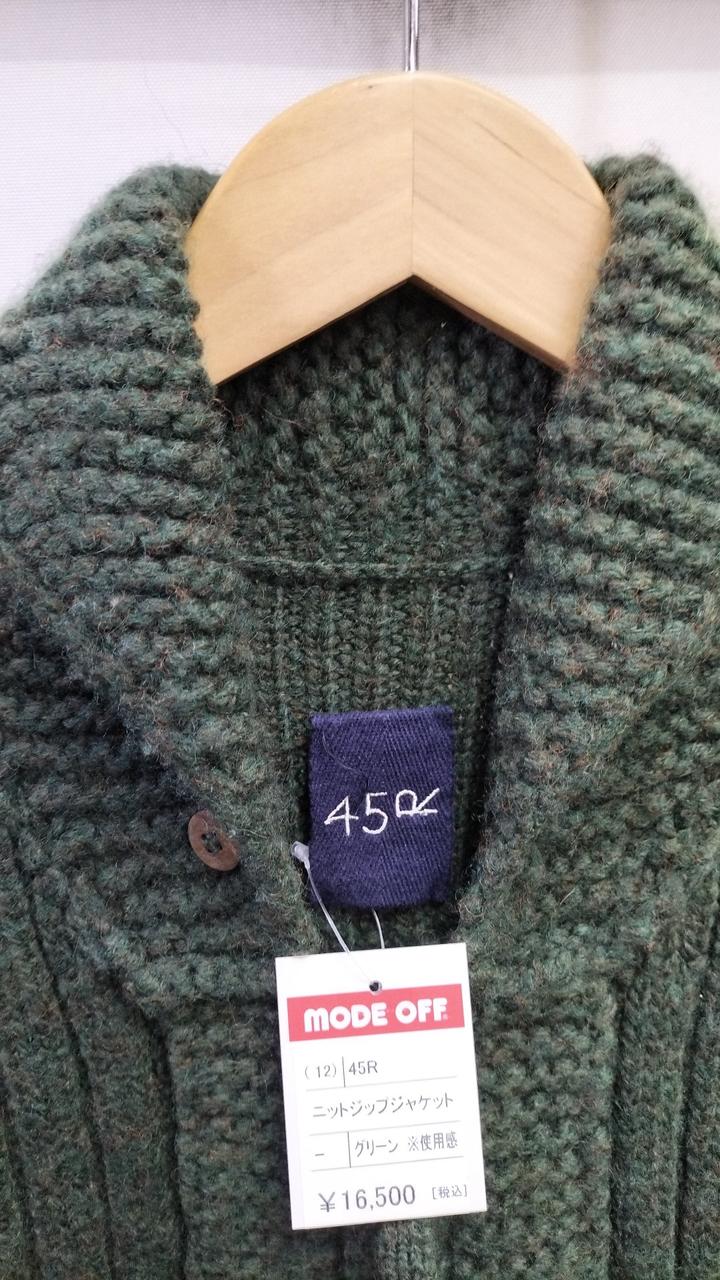 45R
MODE OFF
(12) 45R
ニットジップジャケット
– グリーン ※使用感
¥16,500 [税込]